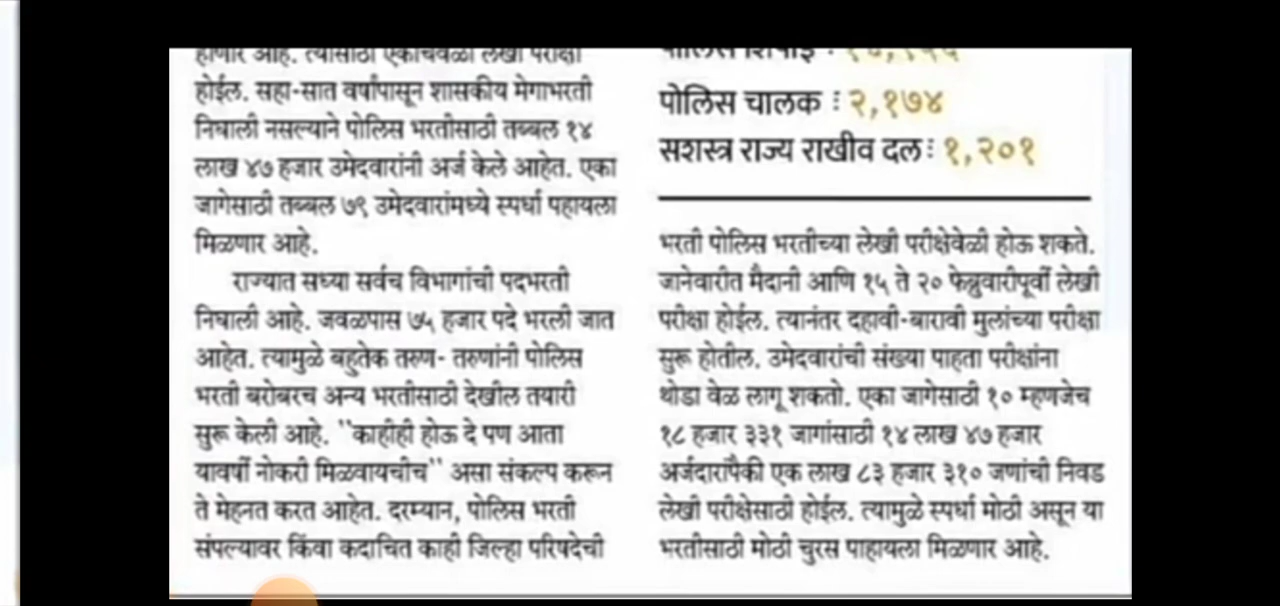 होणार आहे. त्यासाठी एकाचवेळी लेखी परीक्षा
होईल. सहा-सात वर्षांपासून शासकीय मेगाभरती
निघाली नसल्याने पोलिस भरतीसाठी तब्बल १४
लाख ४७ हजार उमेदवारांनी अर्ज केले आहेत. एका
जागेसाठी तब्बल ७९ उमेदवारांमध्ये स्पर्धा पहायला
मिळणार आहे.
राज्यात सध्या सर्वच विभागांची पदभरती
निघाली आहे. जवळपास ७५ हजार पदे भरली जात
आहेत. त्यामुळे बहुतेक तरुण- तरुणांनी पोलिस
भरती बरोबरच अन्य भरतीसाठी देखील तयारी
सुरू केली आहे. "काहीही होऊ दे पण आता
यावर्षी नोकरी मिळवायचीच" असा संकल्प करून
ते मेहनत करत आहेत. दरम्यान, पोलिस भरती
संपल्यावर किंवा कदाचित काही जिल्हा परिषदेची
पोलिस शिपाई :
पोलिस चालक : २,१७४
सशस्त्र राज्य राखीव दल: १,२०१
भरती पोलिस भरतीच्या लेखी परीक्षेवेळी होऊ शकते.
जानेवारीत मैदानी आणि १५ ते २० फेब्रुवारीपूर्वी लेखी
परीक्षा होईल. त्यानंतर दहावी-बारावी मुलांच्या परीक्षा
सुरू होतील. उमेदवारांची संख्या पाहता परीक्षांना
थोडा वेळ लागू शकतो. एका जागेसाठी १० म्हणजेच
१८ हजार ३३१ जागांसाठी १४ लाख ४७ हजार
अर्जदारांपैकी एक लाख ८३ हजार ३१० जणांची निवड
लेखी परीक्षेसाठी होईल. त्यामुळे स्पर्धा मोठी असून या
भरतीसाठी मोठी चुरस पाहायला मिळणार आहे.